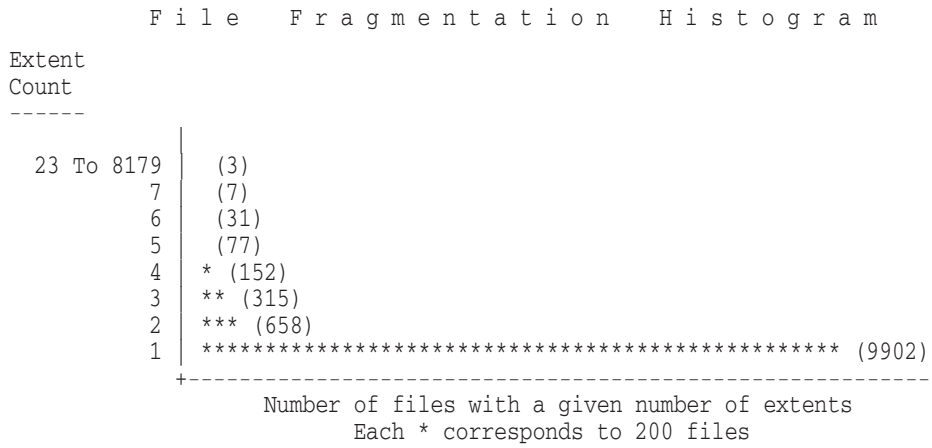 F i l e   F r a g m e n t a t i o n   H i s t o g r a m
Extent
Count
------
|
23 To 8179 | (3)
7 | (7)
6 | (31)
5 | (77)
4 | * (152)
3 | ** (315)
2 | *** (658)
1 | ************************************************** (9902)
+----------------------------------------------------------
Number of files with a given number of extents
Each * corresponds to 200 files